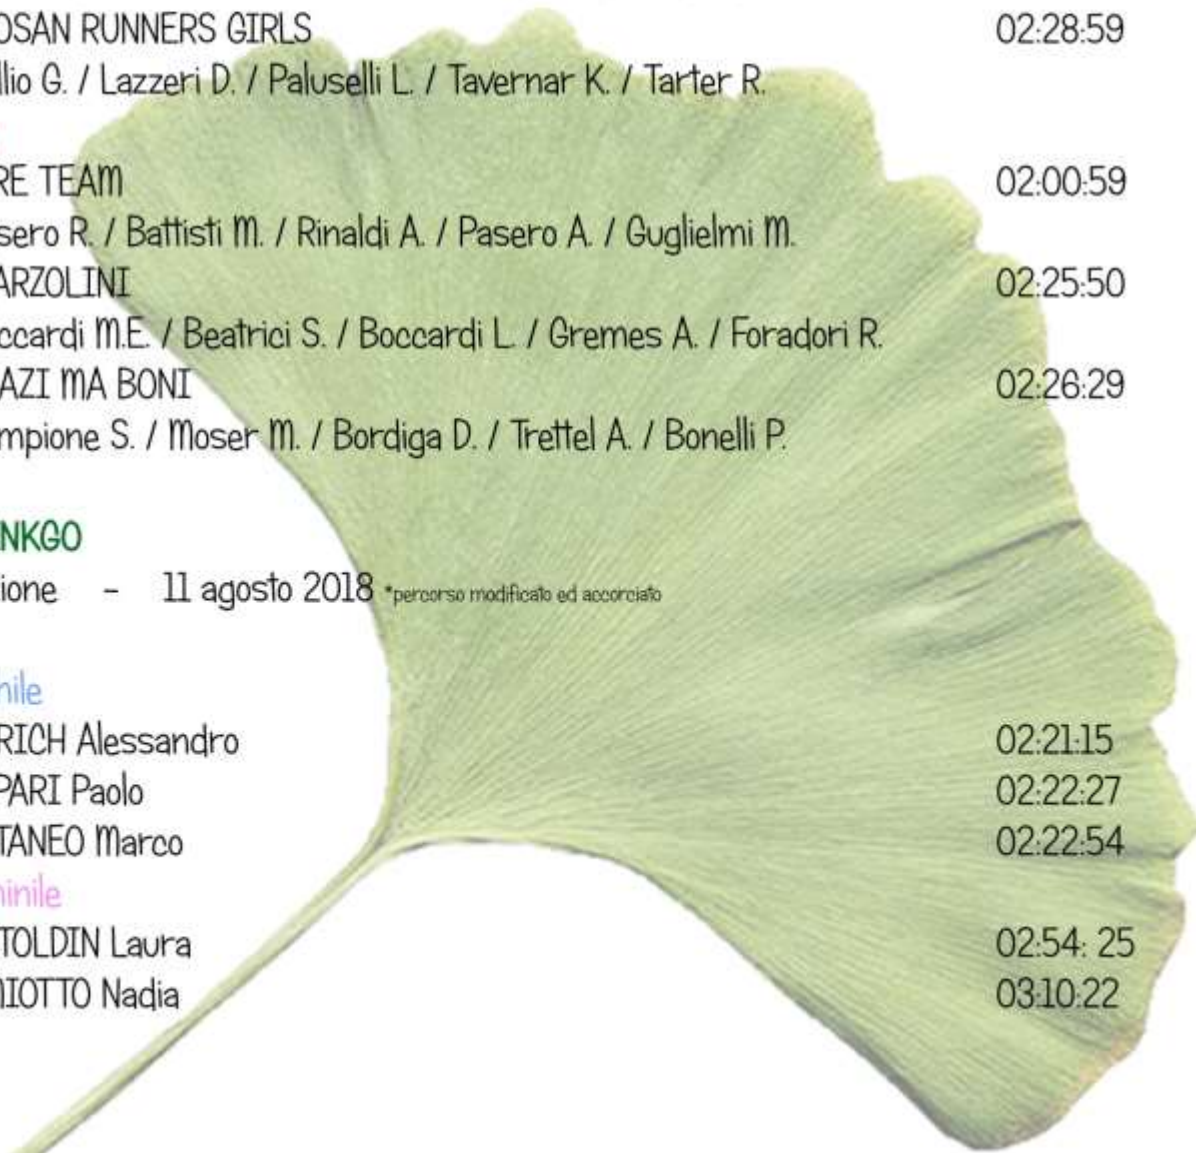 OSAN RUNNERS GIRLS 02:28:59
llio G. / Lazzeri D. / Paluselli L. / Tavernar K. / Tarter R.
RE TEAM 02:00:59
sero R. / Battisti M. / Rinaldi A. / Pasero A. / Guglielmi M.
ARZOLINI 02:25:50
ccardi M.E. / Beatrici S. / Boccardi L. / Gremes A. / Foradori R.
AZI MA BONI 02:26:29
mpione S. / Moser M. / Bordiga D. / Trettel A. / Bonelli P.
NKGO
ione - 11 agosto 2018 *percorso modificato ed accorciato
nile
RICH Alessandro 02:21:15
PARI Paolo 02:22:27
TANEO Marco 02:22:54
inile
TOLDIN Laura 02:54: 25
IOTTO Nadia 03:10:22